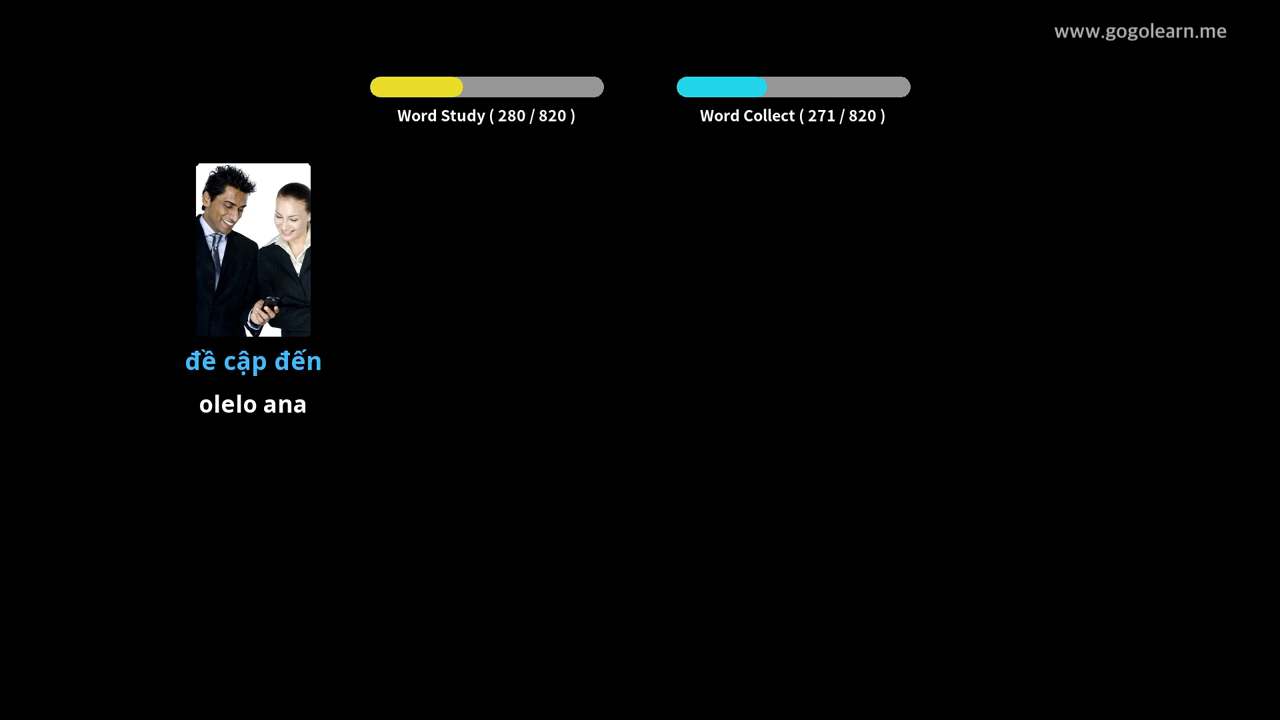 www.gogolearn.me
Word Study ( 280 / 820 )
Word Collect ( 271 / 820 )
đề cập đến
olelo ana